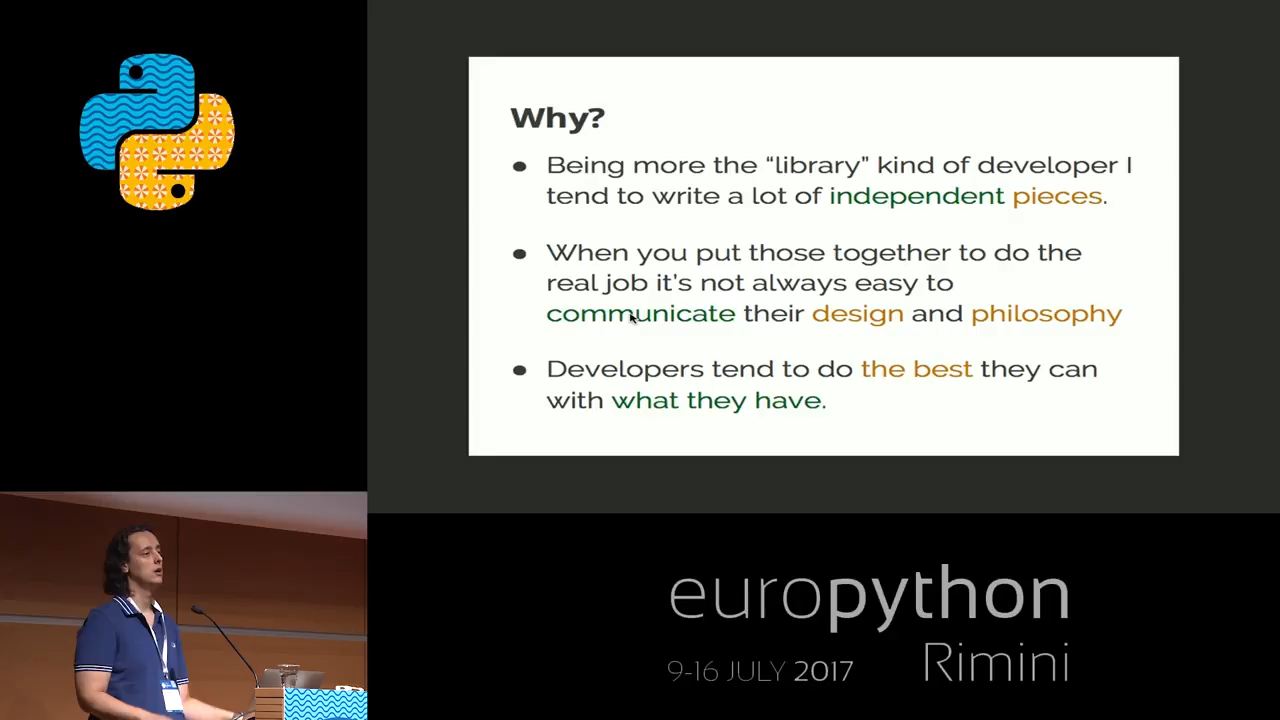 Why?
● Being more the “library” kind of developer I
tend to write a lot of independent pieces.
● When you put those together to do the
real job it’s not always easy to
communicate their design and philosophy
● Developers tend to do the best they can
with what they have.
europython
9-16 JULY 2017 Rimini